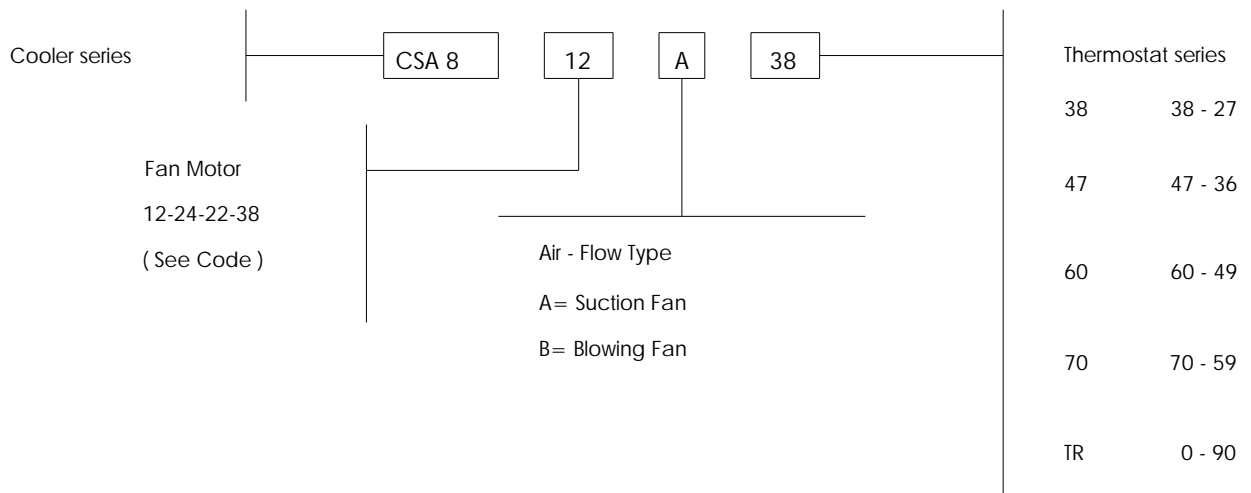 Cooler series
CSA 8
12
A
38
Thermostat series
38 38 - 27
47 47 - 36
60 60 - 49
70 70 - 59
TR 0 - 90
Fan Motor
12-24-22-38
( See Code )
Air - Flow Type
A= Suction Fan
B= Blowing Fan